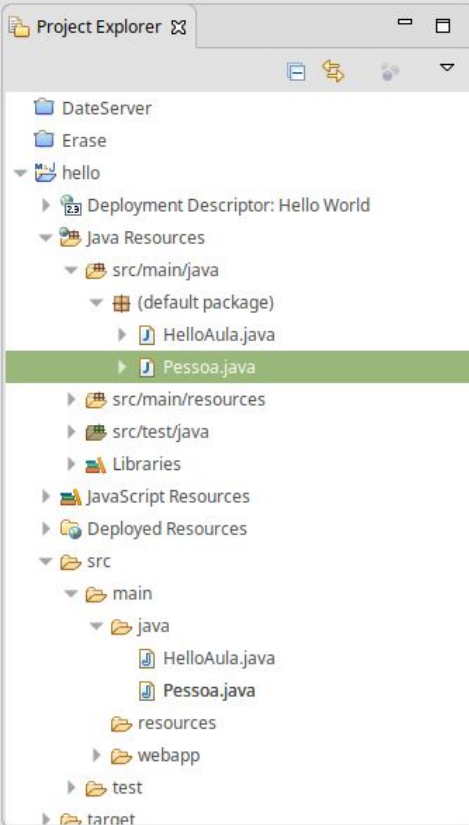 Project Explorer
DateServer
Erase
hello
Deployment Descriptor: Hello World
Java Resources
src/main/java
(default package)
HelloAula.java
Pessoa.java
src/main/resources
src/test/java
Libraries
JavaScript Resources
Deployed Resources
src
main
java
HelloAula.java
Pessoa.java
resources
webapp
test
target